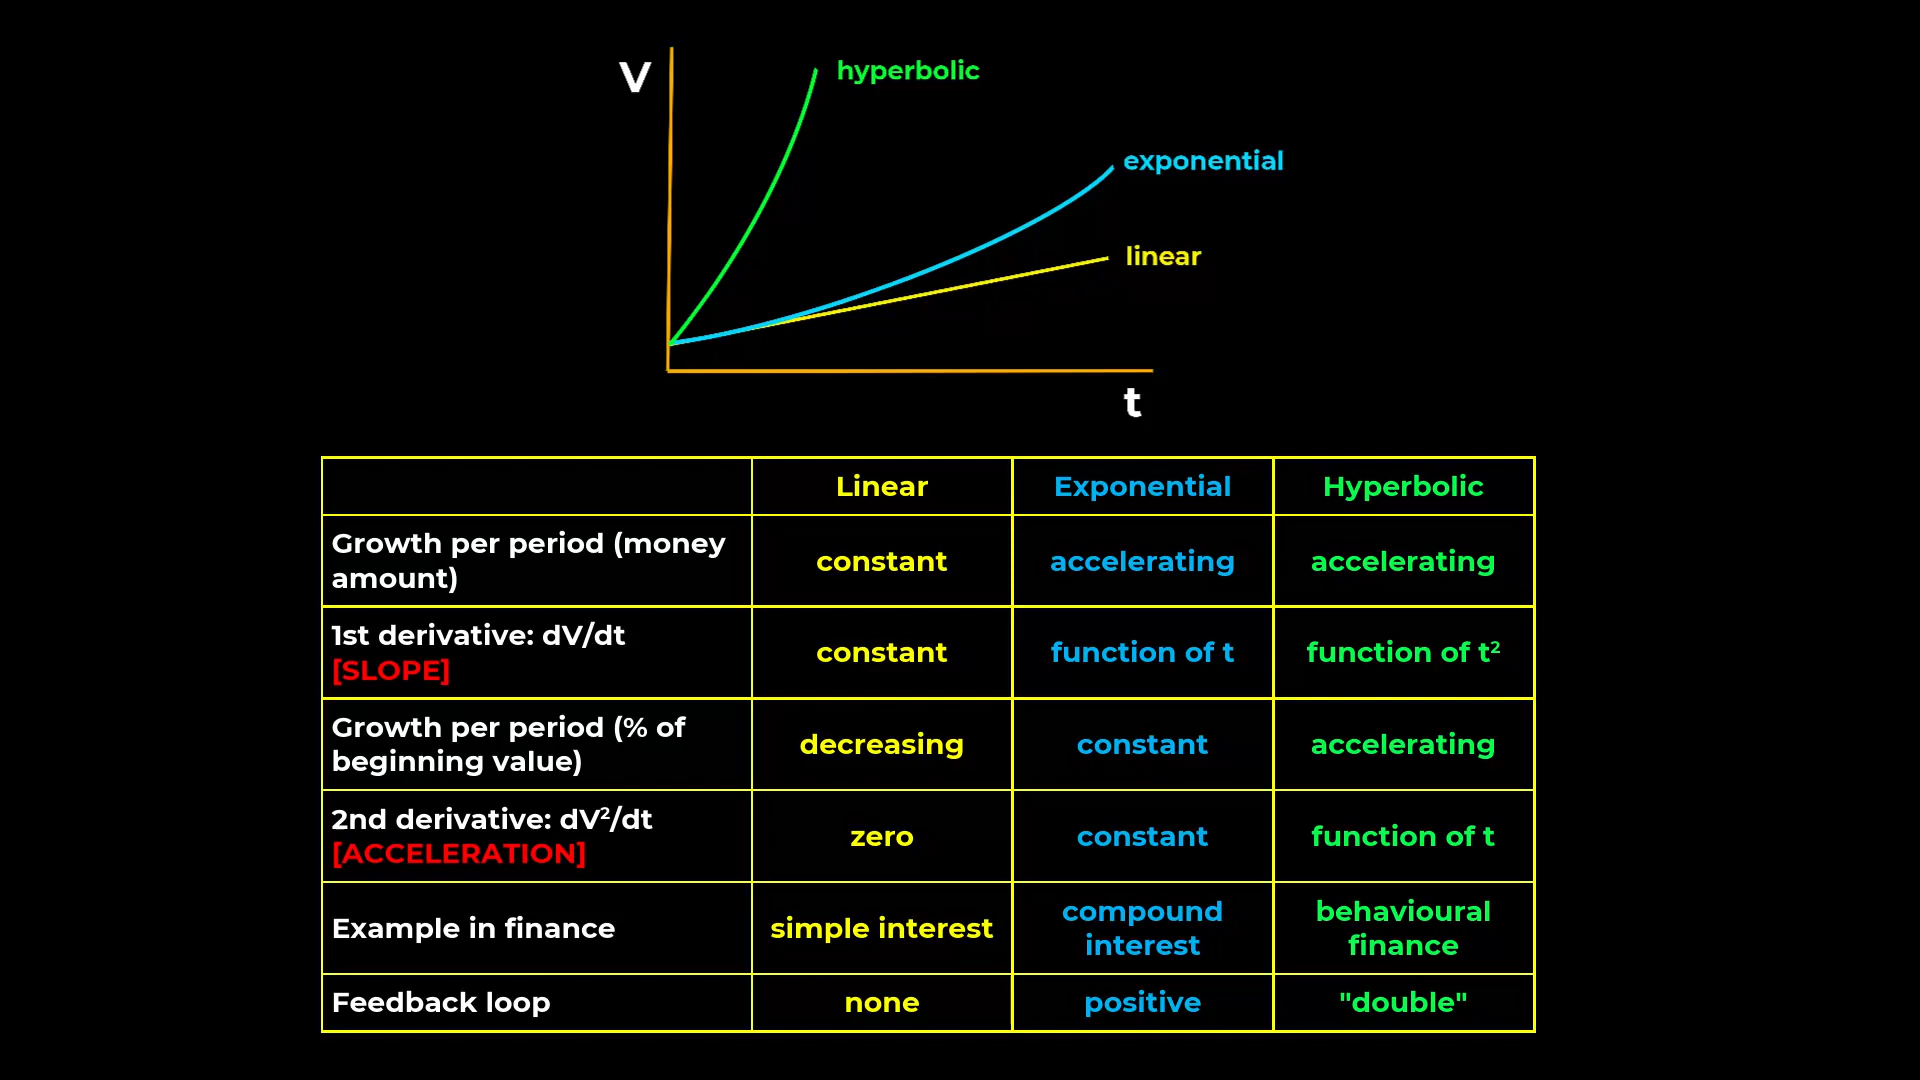 V
hyperbolic
exponential
linear
t
Linear
Exponential
Hyperbolic
Growth per period (money
amount)
constant
accelerating
accelerating
1st derivative: dV/dt
[SLOPE]
constant
function of t
function of t²
Growth per period (% of
beginning value)
decreasing
constant
accelerating
2nd derivative: dV²/dt
[ACCELERATION]
zero
constant
function of t
Example in finance
simple interest
compound
interest
behavioural
finance
Feedback loop
none
positive
"double"